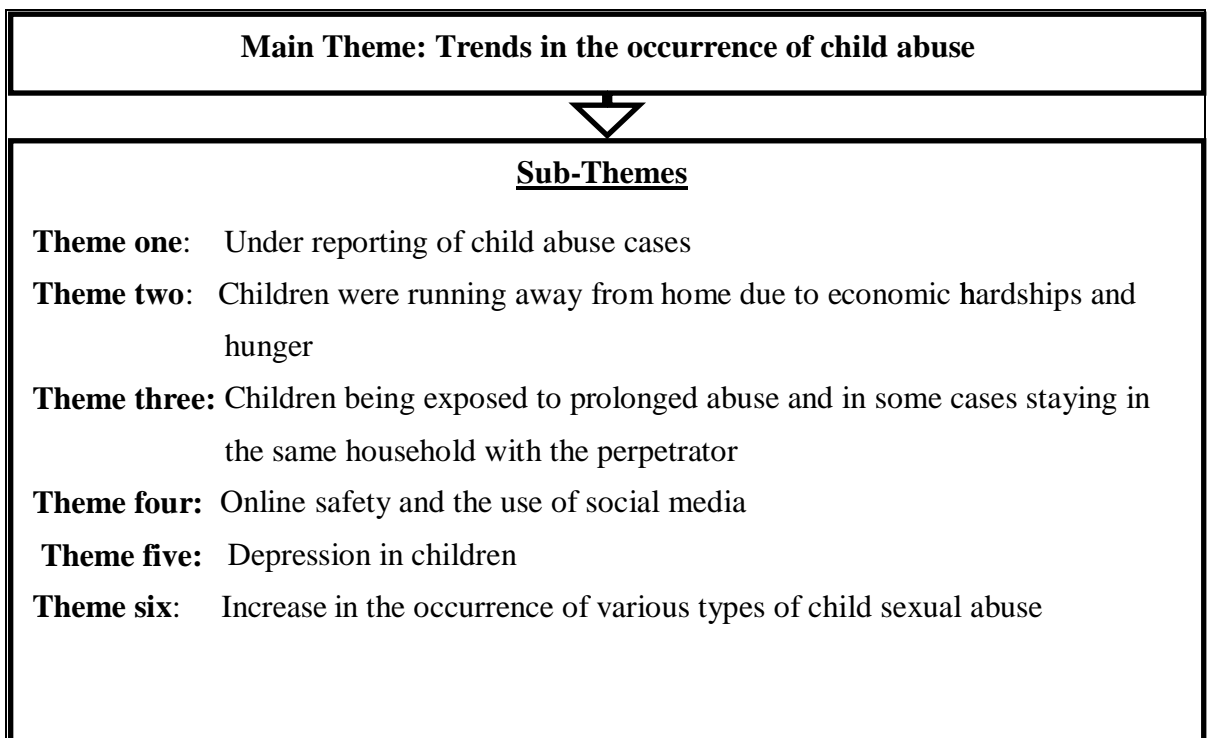 Main Theme: Trends in the occurrence of child abuse
Sub-Themes
Theme one: Under reporting of child abuse cases
Theme two: Children were running away from home due to economic hardships and
hunger
Theme three: Children being exposed to prolonged abuse and in some cases staying in
the same household with the perpetrator
Theme four: Online safety and the use of social media
Theme five: Depression in children
Theme six: Increase in the occurrence of various types of child sexual abuse